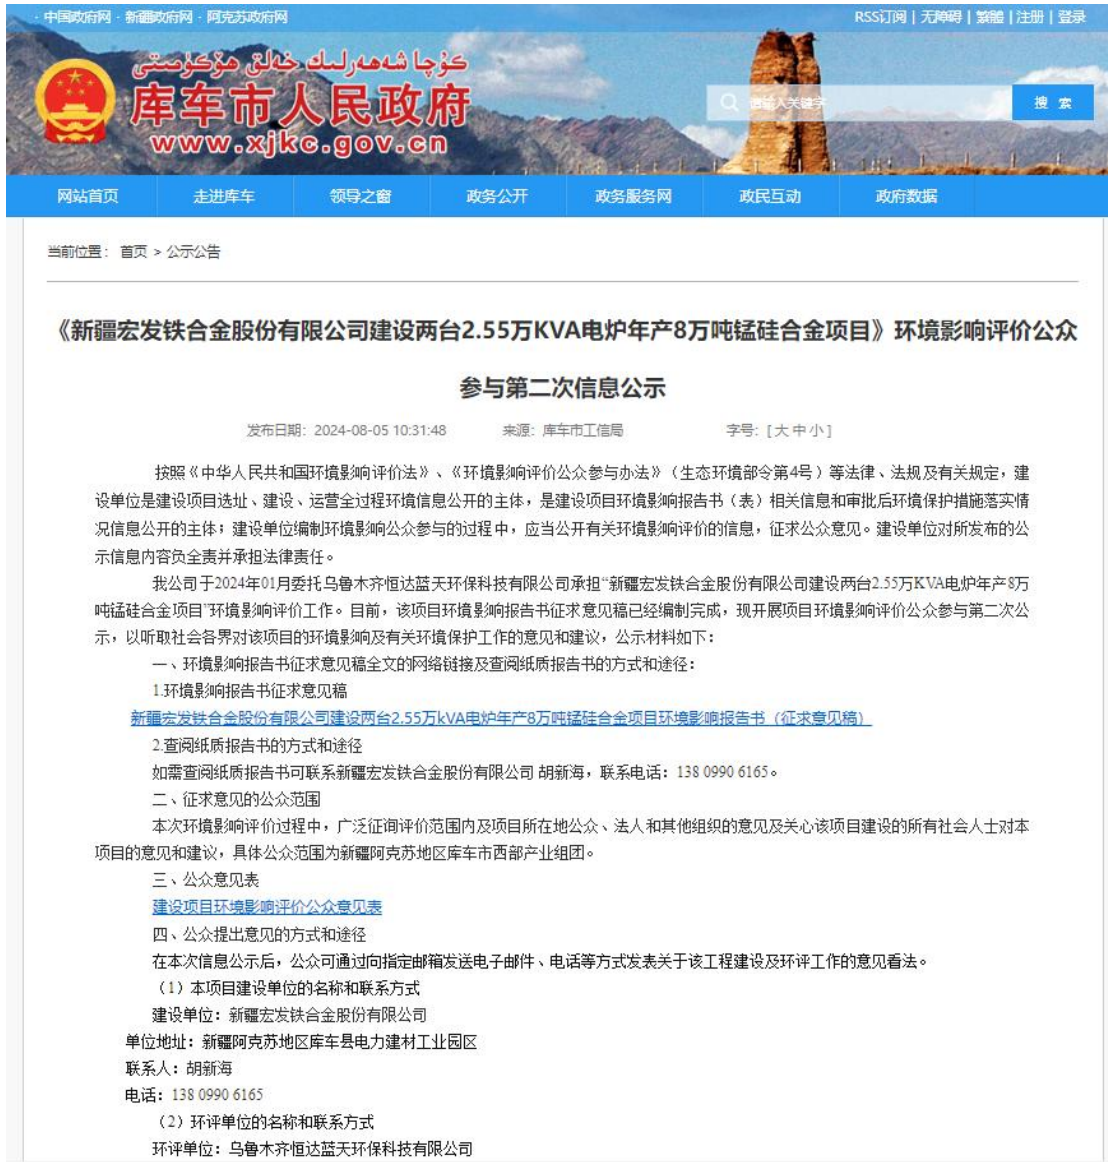 · 中国政府网 · 新疆政府网 · 阿克苏政府网
RSS订阅 | 无障碍 | 繁體 | 注册 | 登录
كۇچا شەھەرلىك خەلق ھۆكۈمىتى
库车市人民政府
www.xjkc.gov.cn
请输入关键字
搜 索
网站首页 走进库车 领导之窗 政务公开 政务服务网 政民互动 政府数据
当前位置： 首页 > 公示公告
《新疆宏发铁合金股份有限公司建设两台2.55万KVA电炉年产8万吨锰硅合金项目》环境影响评价公众
参与第二次信息公示
发布日期：2024-08-05 10:31:48 来源：库车市工信局 字号：[ 大 中 小 ]
按照《中华人民共和国环境影响评价法》、《环境影响评价公众参与办法》（生态环境部令第4号）等法律、法规及有关规定，建
设单位是建设项目选址、建设、运营全过程环境信息公开的主体，是建设项目环境影响报告书（表）相关信息和审批后环境保护措施落实情
况信息公开的主体；建设单位编制环境影响公众参与的过程中，应当公开有关环境影响评价的信息，征求公众意见。建设单位对所发布的公
示信息内容负全责并承担法律责任。
我公司于2024年01月委托乌鲁木齐恒达蓝天环保科技有限公司承担“新疆宏发铁合金股份有限公司建设两台2.55万KVA电炉年产8万
吨锰硅合金项目”环境影响评价工作。目前，该项目环境影响报告书征求意见稿已经编制完成，现开展项目环境影响评价公众参与第二次公
示，以听取社会各界对该项目的环境影响及有关环境保护工作的意见和建议，公示材料如下：
一、环境影响报告书征求意见稿全文的网络链接及查阅纸质报告书的方式和途径：
1.环境影响报告书征求意见稿
新疆宏发铁合金股份有限公司建设两台2.55万kVA电炉年产8万吨锰硅合金项目环境影响报告书（征求意见稿）
2.查阅纸质报告书的方式和途径
如需查阅纸质报告书可联系新疆宏发铁合金股份有限公司 胡新海，联系电话：138 0990 6165。
二、征求意见的公众范围
本次环境影响评价过程中，广泛征询评价范围内及项目所在地公众、法人和其他组织的意见及关心该项目建设的所有社会人士对本
项目的意见和建议，具体公众范围为新疆阿克苏地区库车市西部产业组团。
三、公众意见表
建设项目环境影响评价公众意见表
四、公众提出意见的方式和途径
在本次信息公示后，公众可通过向指定邮箱发送电子邮件、电话等方式发表关于该工程建设及环评工作的意见看法。
（1）本项目建设单位的名称和联系方式
建设单位：新疆宏发铁合金股份有限公司
单位地址：新疆阿克苏地区库车县电力建材工业园区
联系人：胡新海
电话：138 0990 6165
（2）环评单位的名称和联系方式
环评单位：乌鲁木齐恒达蓝天环保科技有限公司